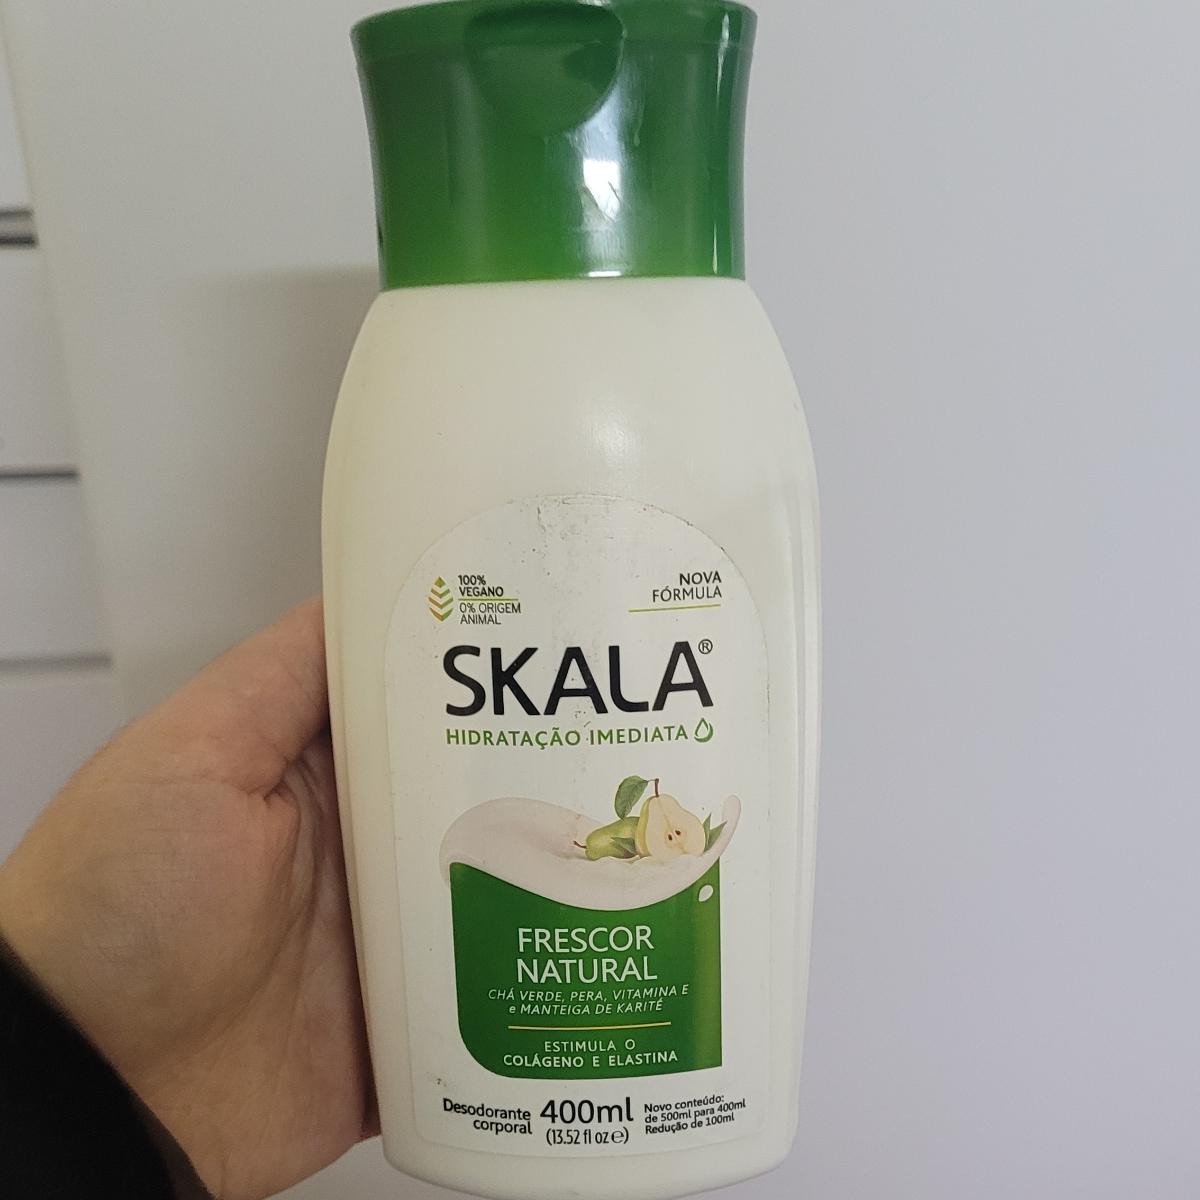 100%
VEGANO
0% ORIGEM
ANIMAL
NOVA
FÓRMULA
SKALA®
HIDRATAÇÃO IMEDIATA
FRESCOR
NATURAL
CHÁ VERDE, PERA, VITAMINA E
e MANTEIGA DE KARITÉ
ESTIMULA O
COLÁGENO E ELASTINA
Desodorante
corporal
400ml
(13.52 fl oz ℮)
Novo conteúdo:
de 500ml para 400ml
Redução de 100ml